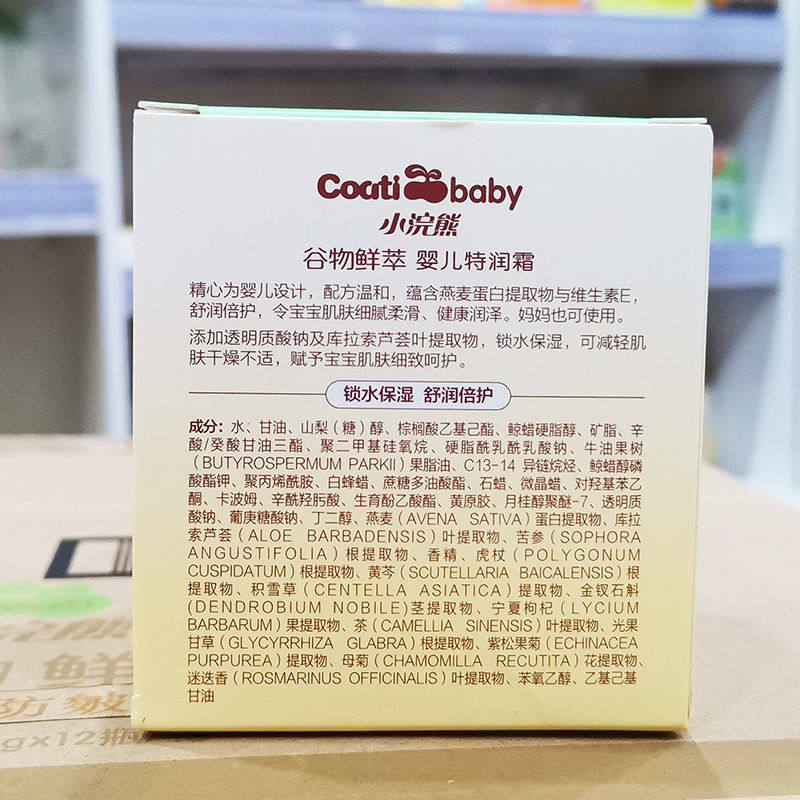 Coati baby
小浣熊
谷物鲜萃 婴儿特润霜
精心为婴儿设计，配方温和，蕴含燕麦蛋白提取物与维生素E，
舒润倍护，令宝宝肌肤细腻柔滑、健康润泽。妈妈也可使用。
添加透明质酸钠及库拉索芦荟叶提取物，锁水保湿，可减轻肌
肤干燥不适，赋予宝宝肌肤细致呵护。
锁水保湿 舒润倍护
成分：水、甘油、山梨（糖）醇、棕榈酸乙基己酯、鲸蜡硬脂醇、矿脂、辛
酸/癸酸甘油三酯、聚二甲基硅氧烷、硬脂酰乳酰乳酸钠、牛油果树
（BUTYROSPERMUM PARKII）果脂油、C13-14 异链烷烃、鲸蜡醇磷
酸酯钾、聚丙烯酰胺、白蜂蜡、蔗糖多油酸酯、石蜡、微晶蜡、对羟基苯乙
酮、卡波姆、辛酰羟肟酸、生育酚乙酸酯、黄原胶、月桂醇聚醚-7、透明质
酸钠、葡庚糖酸钠、丁二醇、燕麦(AVENA SATIVA）蛋白提取物、库拉
索芦荟(ALOE BARBADENSIS)叶提取物、苦参(SOPHORA
ANGUSTIFOLIA）根提取物、香精、虎杖(POLYGONUM
CUSPIDATUM）根提取物、黄芩(SCUTELLARIA BAICALENSIS)根
提取物、积雪草(CENTELLA ASIATICA）提取物、金钗石斛
(DENDROBIUM NOBILE)茎提取物、宁夏枸杞(LYCIUM
BARBARUM）果提取物、茶(CAMELLIA SINENSIS）叶提取物、光果
甘草(GLYCYRRHIZA GLABRA）根提取物、紫松果菊(ECHINACEA
PURPUREA）提取物、母菊(CHAMOMILLA RECUTITA）花提取物、
迷迭香(ROSMARINUS OFFICINALIS）叶提取物、苯氧乙醇、乙基己基
甘油
鲜
g×12瓶